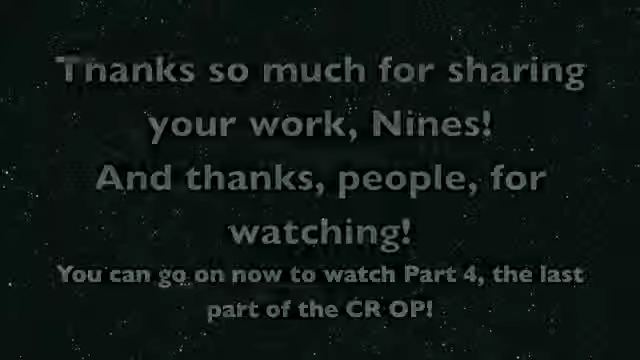 Thanks so much for sharing
your work, Nines!
And thanks, people, for
watching!
You can go on now to watch Part 4, the last
part of the CR OP!